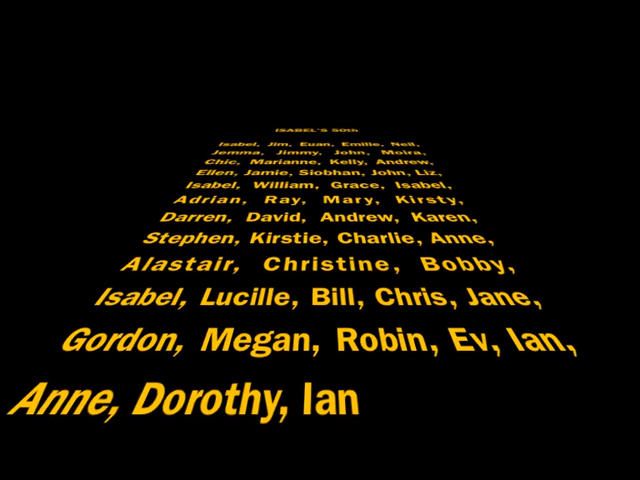 ISABEL'S 50th
Isabel, Jim, Euan, Emilie, Neil,
Jemma, Jimmy, John, Moira,
Chic, Marianne, Kelly, Andrew,
Ellen, Jamie, Siobhan, John, Liz,
Isabel, William, Grace, Isabel,
Adrian, Ray, Mary, Kirsty,
Darren, David, Andrew, Karen,
Stephen, Kirstie, Charlie, Anne,
Alastair, Christine, Bobby,
Isabel, Lucille, Bill, Chris, Jane,
Gordon, Megan, Robin, Ev, Ian,
Anne, Dorothy, Ian